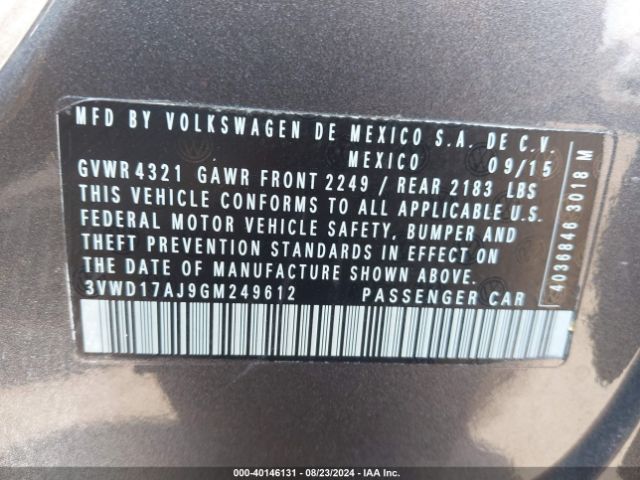 MFD BY VOLKSWAGEN DE MEXICO S.A. DE C.V.
MEXICO 09/15
GVWR 4321 GAWR FRONT 2249 / REAR 2183 LBS
THIS VEHICLE CONFORMS TO ALL APPLICABLE U.S.
FEDERAL MOTOR VEHICLE SAFETY, BUMPER AND
THEFT PREVENTION STANDARDS IN EFFECT ON
THE DATE OF MANUFACTURE SHOWN ABOVE.
3VWD17AJ9GM249612 PASSENGER CAR
4036846 3018 M
000-40146131 - 08/23/2024 - IAAI.COM